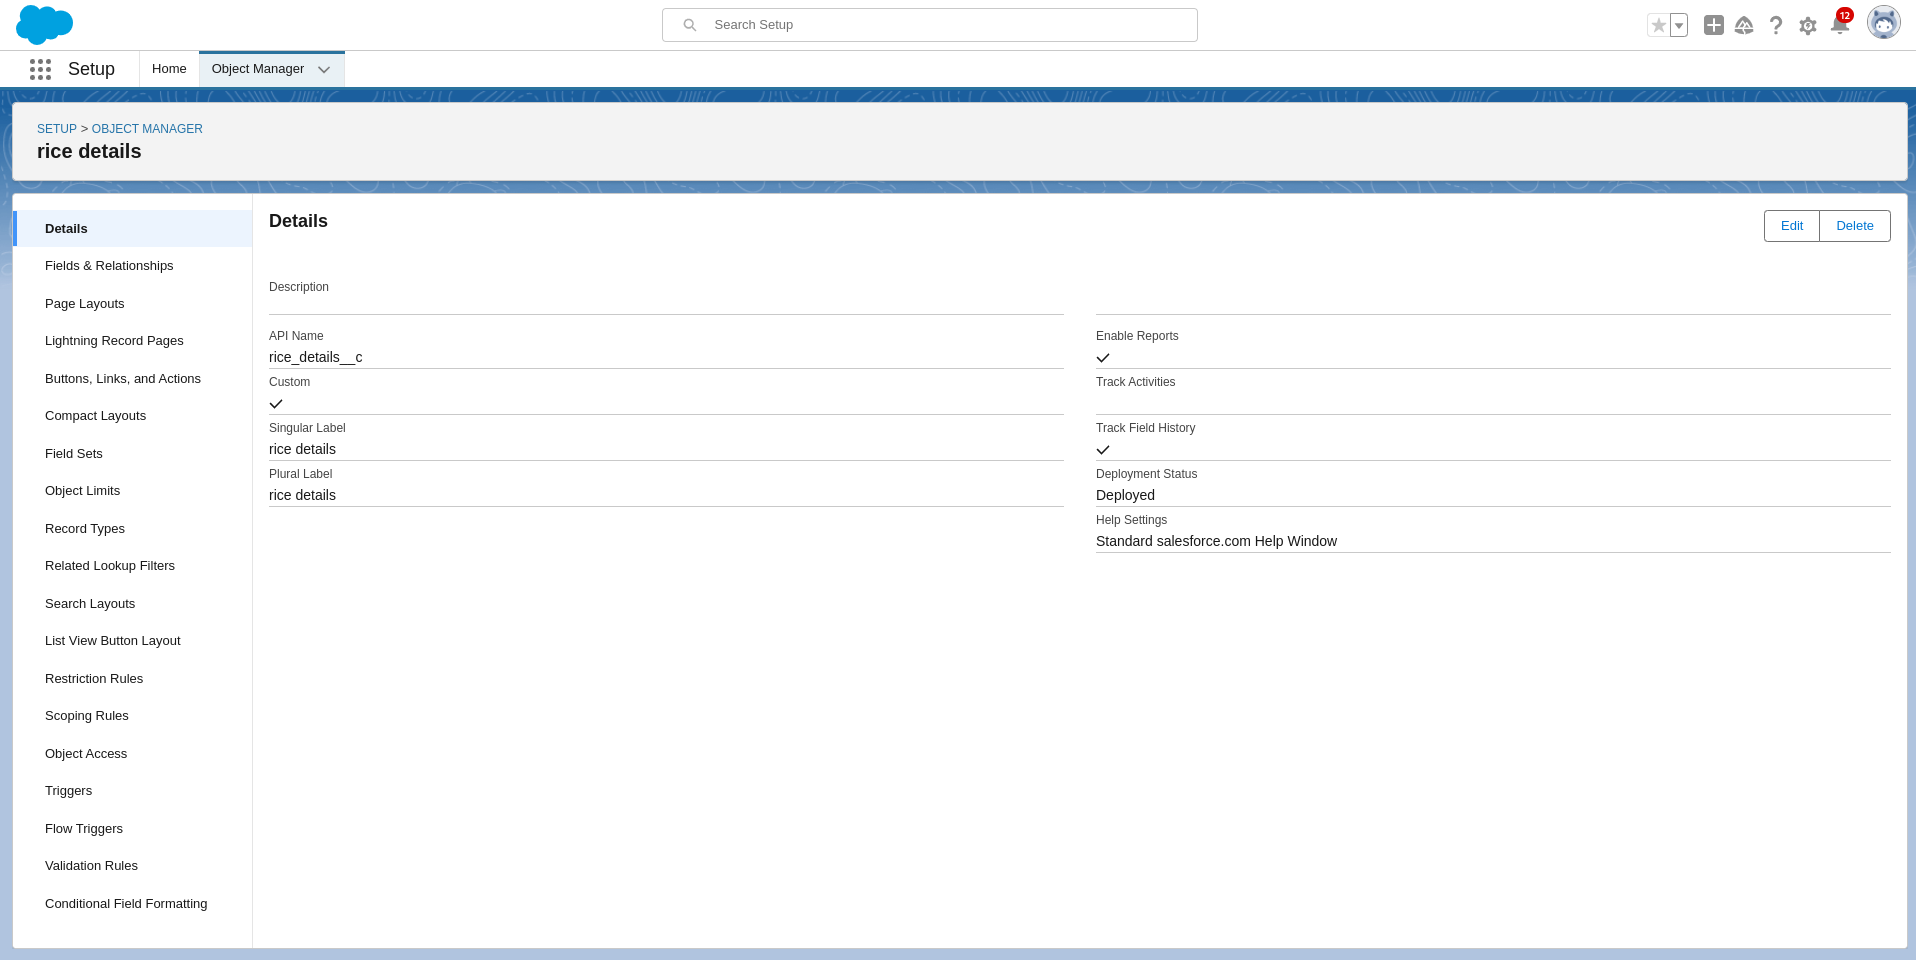 Search Setup
12
Setup
Home
Object Manager
SETUP > OBJECT MANAGER
rice details
Details
Fields & Relationships
Page Layouts
Lightning Record Pages
Buttons, Links, and Actions
Compact Layouts
Field Sets
Object Limits
Record Types
Related Lookup Filters
Search Layouts
List View Button Layout
Restriction Rules
Scoping Rules
Object Access
Triggers
Flow Triggers
Validation Rules
Conditional Field Formatting
Details
Edit
Delete
Description
API Name
rice_details__c
Custom
Singular Label
rice details
Plural Label
rice details
Enable Reports
Track Activities
Track Field History
Deployment Status
Deployed
Help Settings
Standard salesforce.com Help Window